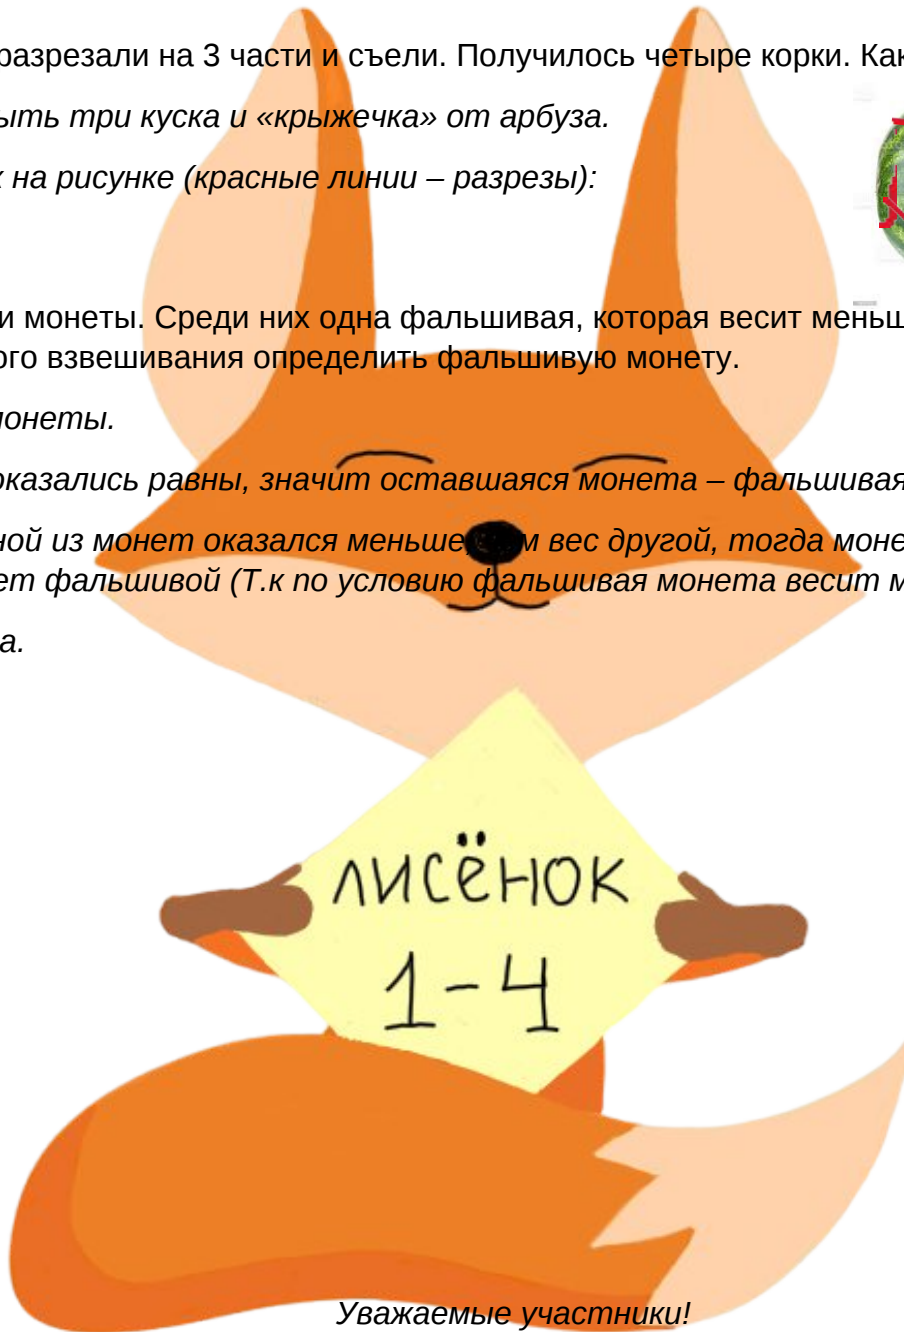 разрезали на 3 части и съели. Получилось четыре корки. Как
ыть три куска и «крыжечка» от арбуза.
к на рисунке (красные линии – разрезы):
и монеты. Среди них одна фальшивая, которая весит меньш
ого взвешивания определить фальшивую монету.
монеты.
оказались равны, значит оставшаяся монета – фальшивая
ной из монет оказался меньше, вес другой, тогда моне
ет фальшивой (Т.к по условию фальшивая монета весит м
а.
лисёнок
1-4
Уважаемые участники!